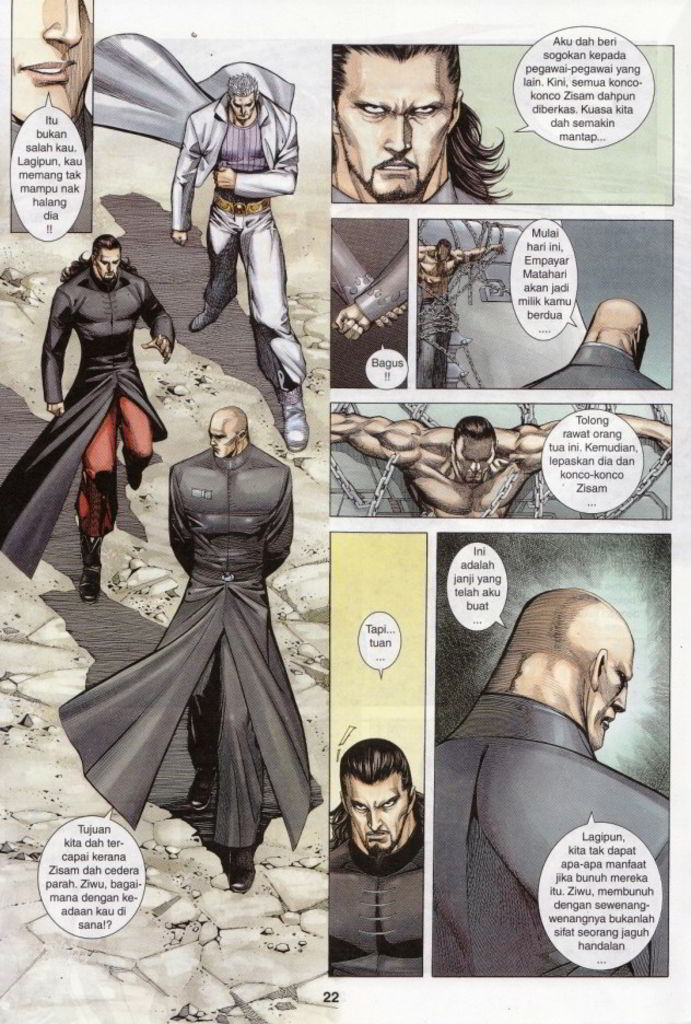 Itu
bukan
salah kau.
Lagipun, kau
memang tak
mampu nak
halang
dia
!!
Tujuan
kita dah ter-
capai kerana
Zisam dah cedera
parah. Ziwu, bagai-
mana dengan ke-
adaan kau di
sana!?
Aku dah beri
sogokan kepada
pegawai-pegawai yang
lain. Kini, semua konco-
konco Zisam dahpun
diberkas. Kuasa kita
dah semakin
mantap...
Bagus
!!
Mulai
hari ini,
Empayar
Matahari
akan jadi
milik kamu
berdua
....
Tolong
rawat orang
tua ini. Kemudian,
lepaskan dia dan
konco-konco
Zisam
...
Tapi...
tuan
...
Ini
adalah
janji yang
telah aku
buat
...
Lagipun,
kita tak dapat
apa-apa manfaat
jika bunuh mereka
itu. Ziwu, membunuh
dengan sewenang-
wenangnya bukanlah
sifat seorang jaguh
handalan
...
22